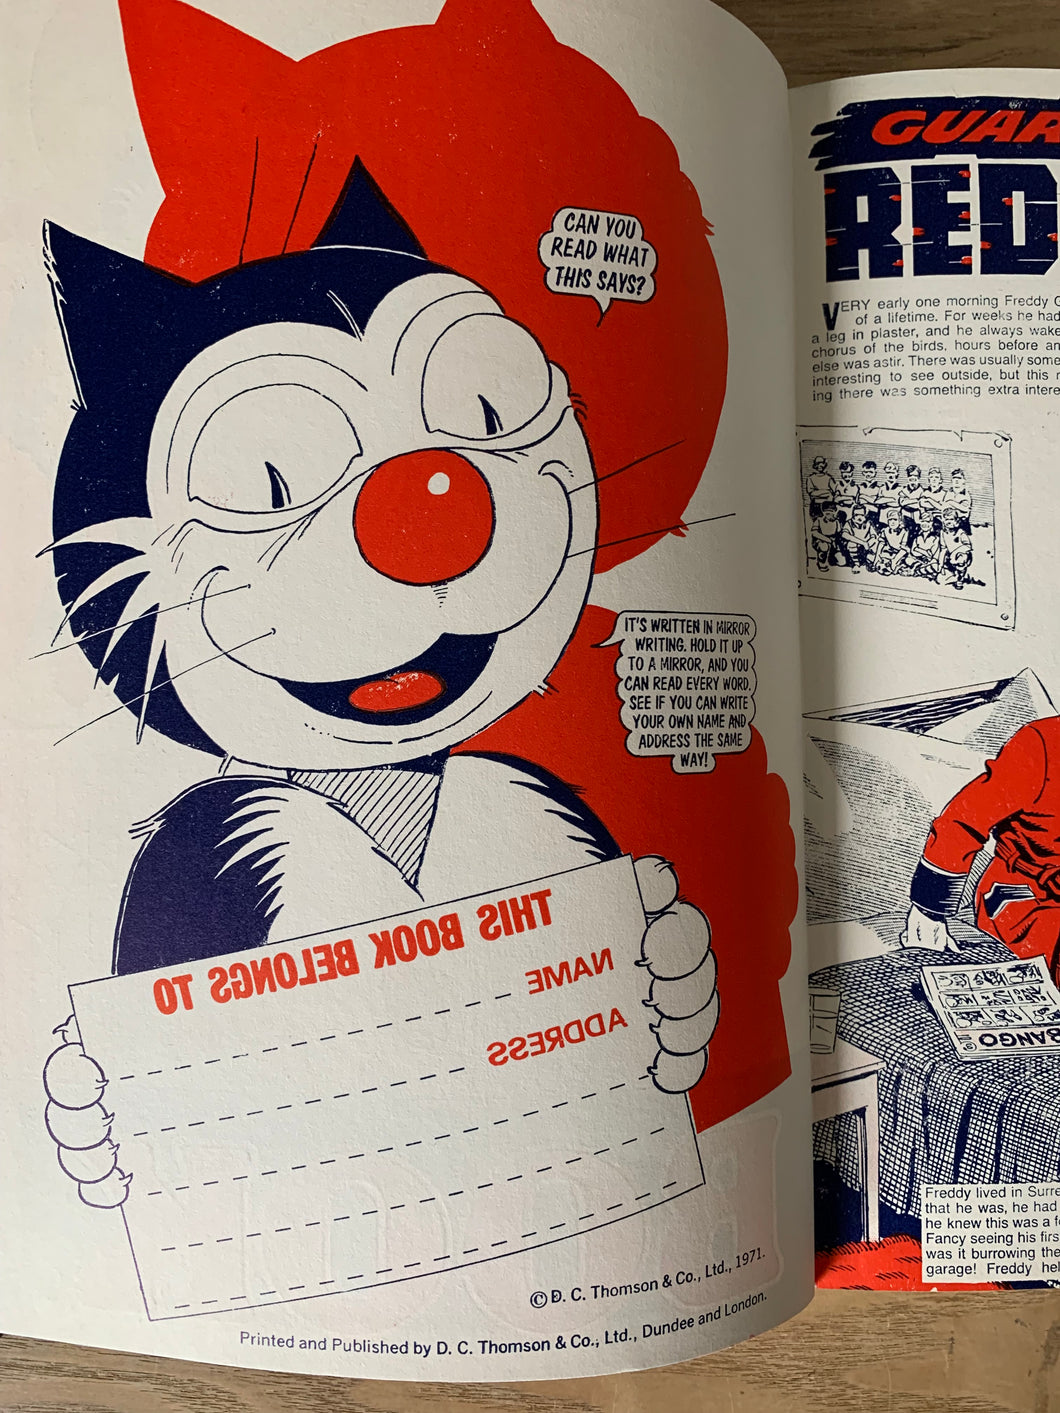 CAN YOU
READ WHAT
THIS SAYS?
IT'S WRITTEN IN MIRROR
WRITING. HOLD IT UP
TO A MIRROR, AND YOU
CAN READ EVERY WORD.
SEE IF YOU CAN WRITE
YOUR OWN NAME AND
ADDRESS THE SAME
WAY!
THIS BOOK BELONGS TO
NAME
ADDRESS
© D. C. Thomson & Co., Ltd., 1971.
Printed and Published by D. C. Thomson & Co., Ltd., Dundee and London.
GUAR
RED
VERY early one morning Freddy
of a lifetime. For weeks he had
a leg in plaster, and he always wake
chorus of the birds, hours before an
else was astir. There was usually some
interesting to see outside, but this
ing there was something extra intere
BANGO
Freddy lived in Surre
that he was, he had
he knew this was a
Fancy seeing his firs
was it burrowing the
garage! Freddy hel